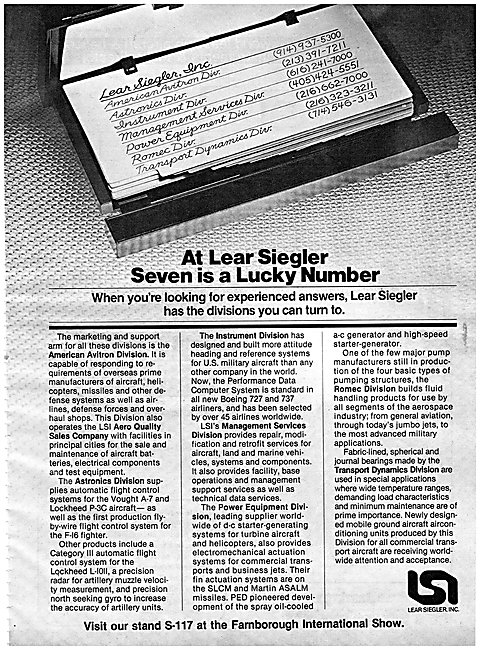 Lear Siegler, Inc.
American Avitron Div. (914) 937-5300
Astronics Div. (213) 391-7211
Instrument Div. (616) 241-7000
Management Services Div. (405) 424-5551
Power Equipment Div. (216) 662-7000
Romec Div. (216) 323-3211
Transport Dynamics Div. (714) 546-3131
At Lear Siegler
Seven is a Lucky Number
When you're looking for experienced answers, Lear Siegler
has the divisions you can turn to.
The marketing and support
arm for all these divisions is the
American Avitron Division. It is
capable of responding to re-
quirements of overseas prime
manufacturers of aircraft, heli-
copters, missiles and other de-
fense systems as well as air-
lines, defense forces and over-
haul shops. This Division also
operates the LSI Aero Quality
Sales Company with facilities in
principal cities for the sale and
maintenance of aircraft bat-
teries, electrical components
and test equipment.
The Astronics Division sup-
plies automatic flight control
systems for the Vought A-7 and
Lockheed P-3C aircraft— as
well as the first production fly-
by-wire flight control system for
the F-16 fighter.
Other products include a
Category III automatic flight
control system for the
Lockheed L-1011, a precision
radar for artillery muzzle veloci-
ty measurement, and precision
north seeking gyro to increase
the accuracy of artillery units.
The Instrument Division has
designed and built more attitude
heading and reference systems
for U.S. military aircraft than any
other company in the world.
Now, the Performance Data
Computer System is standard in
all new Boeing 727 and 737
airliners, and has been selected
by over 45 airlines worldwide.
LSI's Management Services
Division provides repair, modi-
fication and retrofit services for
aircraft, land and marine vehi-
cles, systems and components.
It also provides facility, base
operations and management
support services as well as
technical data services.
The Power Equipment Divi-
sion, leading supplier world-
wide of d-c starter-generating
systems for turbine aircraft
and helicopters, also provides
electromechanical actuation
systems for commercial trans-
ports and business jets. Their
fin actuation systems are on
the SLCM and Martin ASALM
missiles. PED pioneered devel-
opment of the spray oil-cooled
a-c generator and high-speed
starter-generator.
One of the few major pump
manufacturers still in produc-
tion of the four basic types of
pumping structures, the
Romec Division builds fluid
handling products for use by
all segments of the aerospace
industry; from general aviation,
through today's jumbo jets, to
the most advanced military
applications.
Fabric-lined, spherical and
journal bearings made by the
Transport Dynamics Division are
used in special applications
where wide temperature ranges,
demanding load characteristics
and minimum maintenance are of
prime importance. Newly design-
ed mobile ground aircraft aircon-
ditioning units produced by this
Division for all commercial trans-
port aircraft are receiving world-
wide attention and acceptance.
LSI
LEAR SIEGLER, INC.
Visit our stand S-117 at the Farnborough International Show.